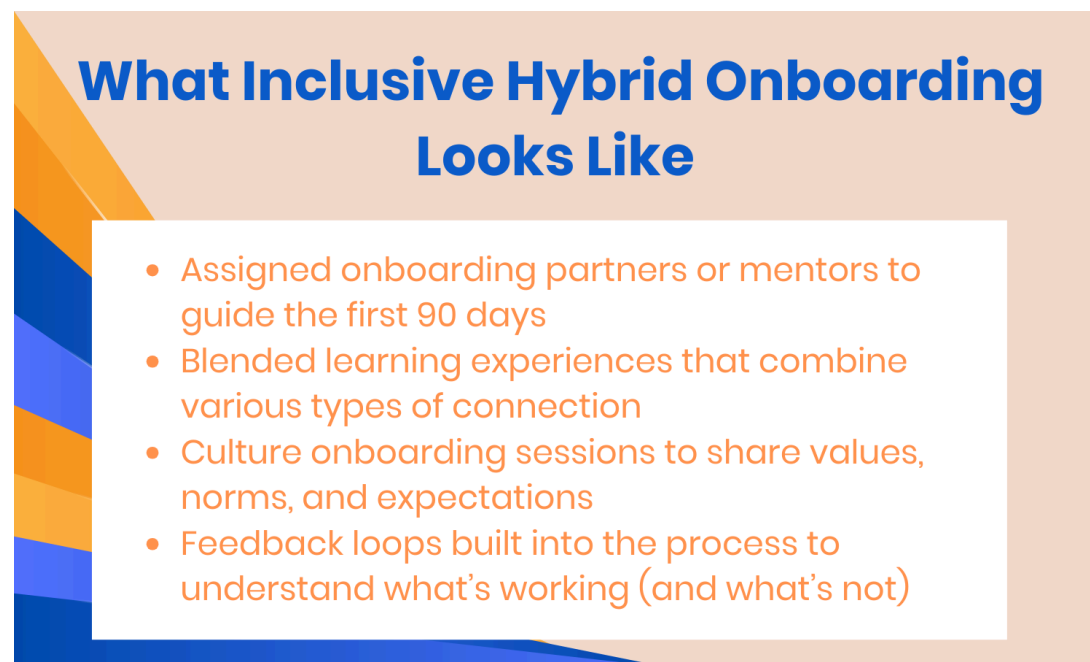 What Inclusive Hybrid Onboarding
Looks Like
• Assigned onboarding partners or mentors to
guide the first 90 days
• Blended learning experiences that combine
various types of connection
• Culture onboarding sessions to share values,
norms, and expectations
• Feedback loops built into the process to
understand what’s working (and what’s not)